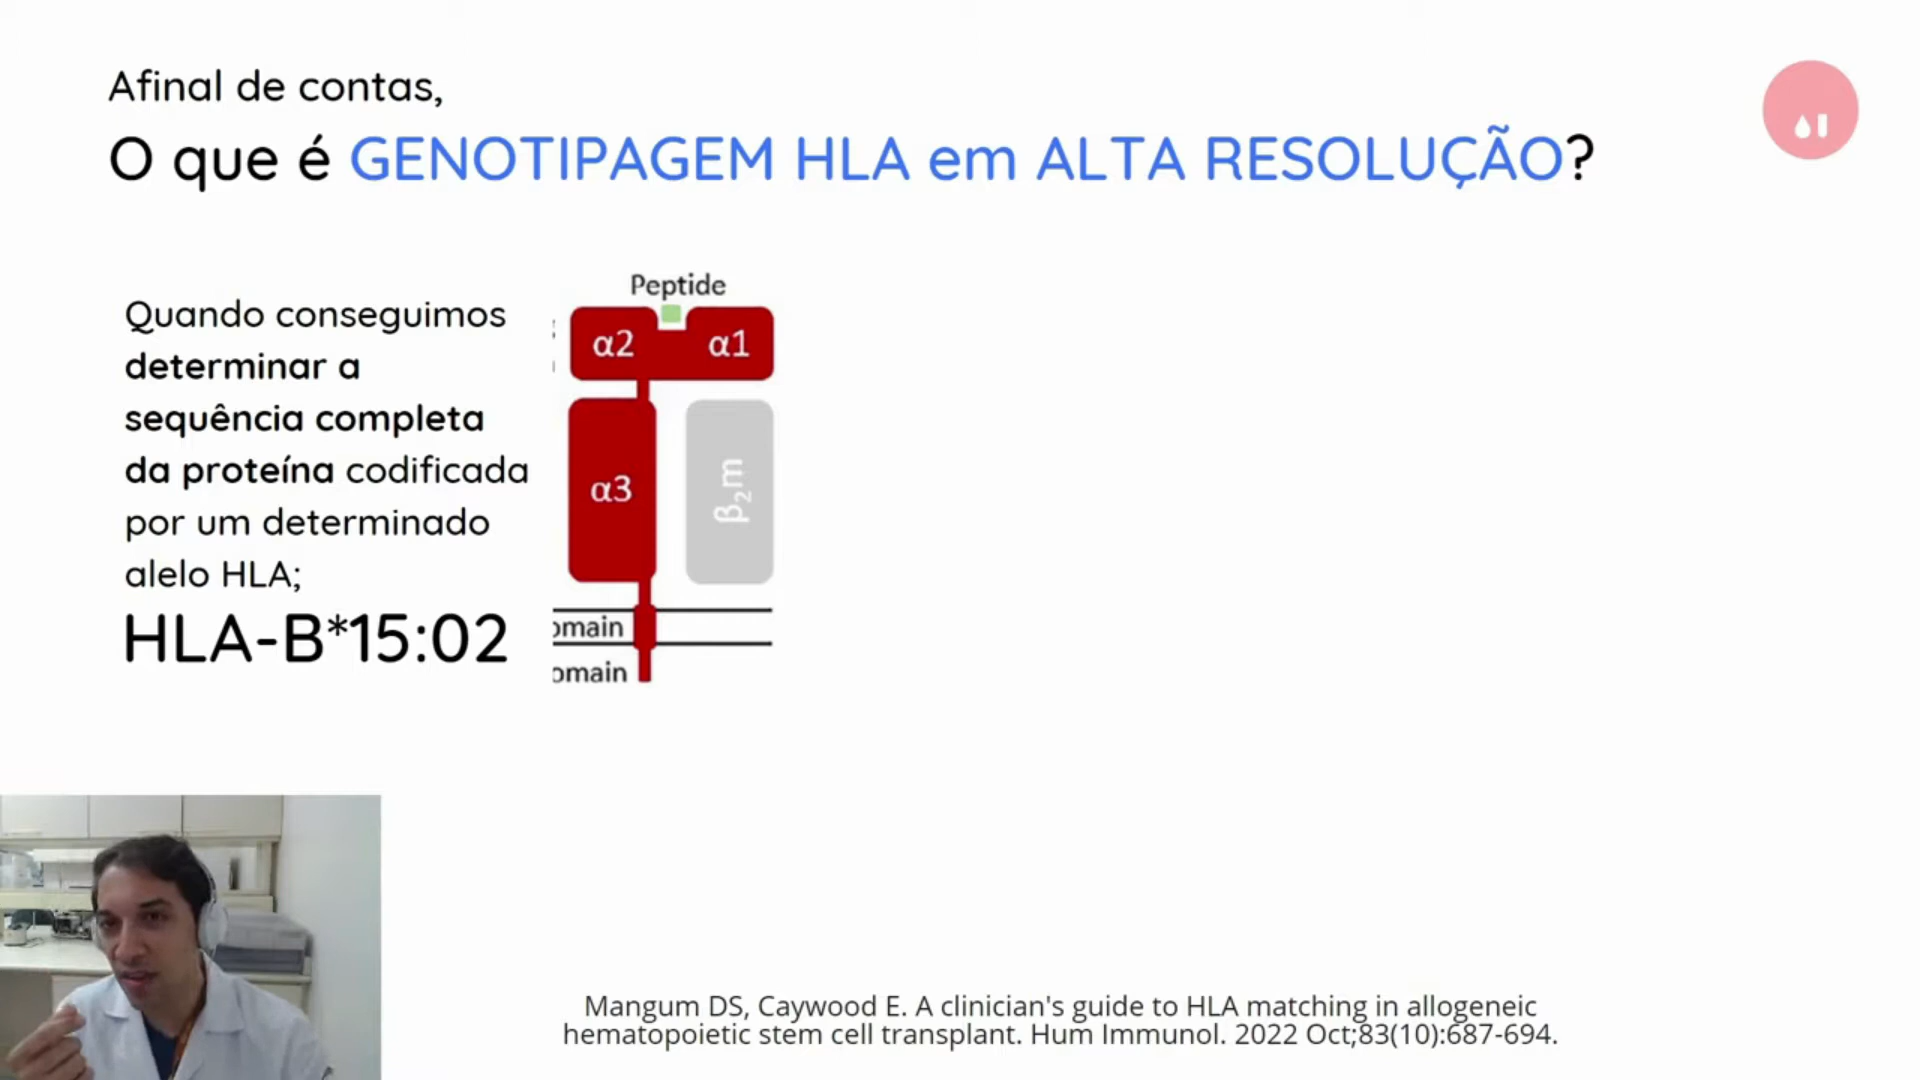 Afinal de contas,
O que é GENOTIPAGEM HLA em ALTA RESOLUÇÃO?
Quando conseguimos
determinar a
sequência completa
da proteína codificada
por um determinado
alelo HLA;
HLA-B*15:02
Peptide
α2
α1
α3
β₂m
omain
omain
Mangum DS, Caywood E. A clinician's guide to HLA matching in allogeneic
hematopoietic stem cell transplant. Hum Immunol. 2022 Oct;83(10):687-694.